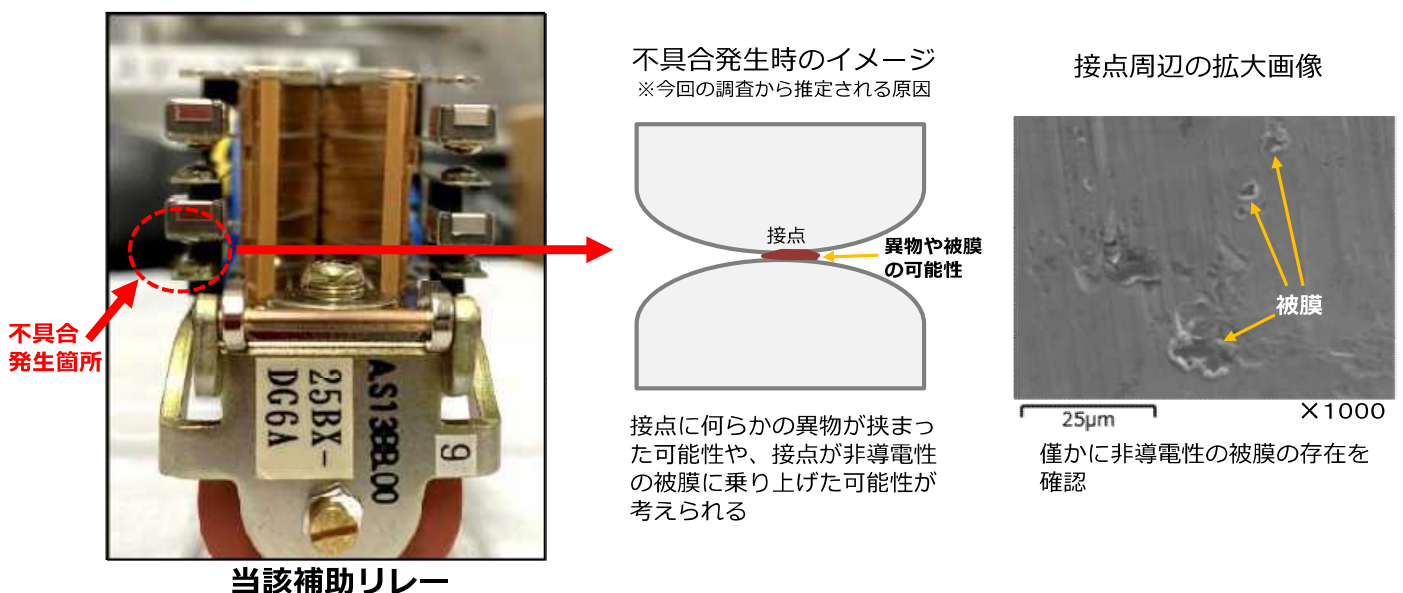 不具合発生時のイメージ
※今回の調査から推定される原因
接点周辺の拡大画像
接点
異物や被膜
の可能性
被膜
不具合
発生箇所
25BX-
DG6A
9
25μm
×1000
接点に何らかの異物が挟まっ
た可能性や、接点が非導電性
の被膜に乗り上げた可能性が
考えられる
僅かに非導電性の被膜の存在を
確認
当該補助リレー